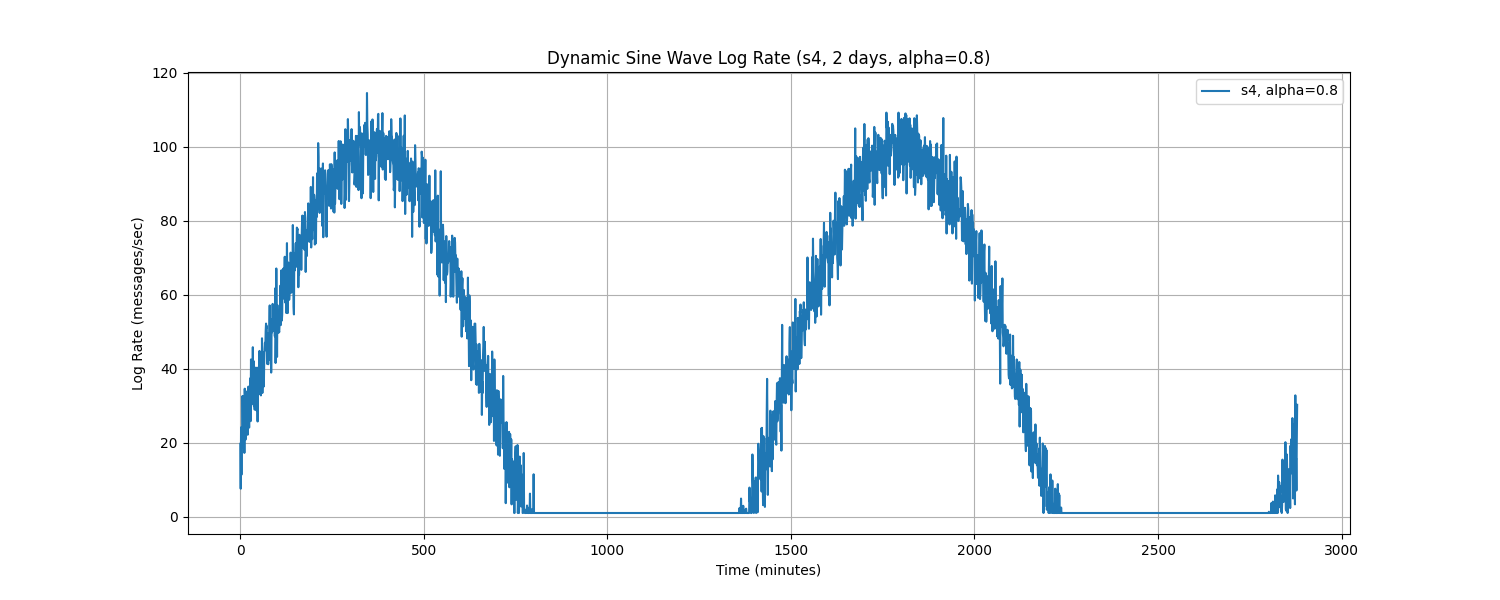 Dynamic Sine Wave Log Rate (s4, 2 days, alpha=0.8)
s4, alpha=0.8
Log Rate (messages/sec)
120
100
80
60
40
20
0
0 500 1000 1500 2000 2500 3000
Time (minutes)